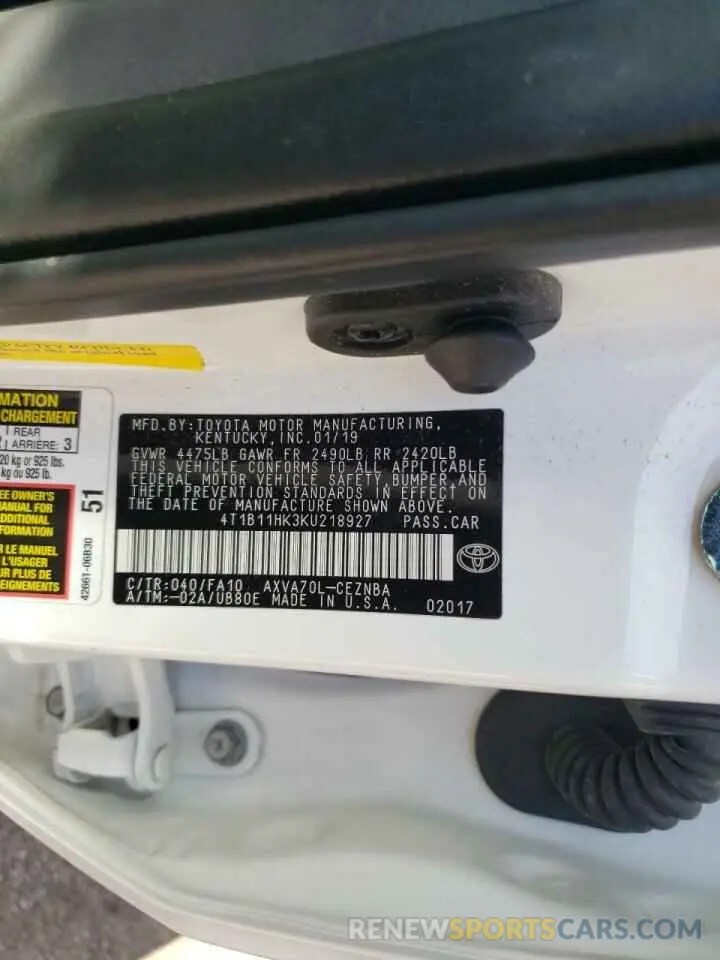 MATION
CHARGEMENT
REAR
ARRIÈRE: 3
20 kg or 925 lbs.
kg ou 925 lb.
EE OWNER'S
MANUAL FOR
ADDITIONAL
FORMATION
R LE MANUEL
L'USAGER
UR PLUS DE
SEIGNEMENTS
51
42661-06B30
MFD.BY:TOYOTA MOTOR MANUFACTURING,
KENTUCKY, INC.01/19
GVWR 4475LB GAWR FR 2490LB RR 2420LB
THIS VEHICLE CONFORMS TO ALL APPLICABLE
FEDERAL MOTOR VEHICLE SAFETY, BUMPER, AND
THEFT PREVENTION STANDARDS IN EFFECT ON
THE DATE OF MANUFACTURE SHOWN ABOVE.
4T1B11HK3KU218927 PASS.CAR
C/TR:040/FA10 AXVA70L-CEZNBA
A/TM:-02A/UB80E MADE IN U.S.A. 02017
RENEWSPORTSCARS.COM